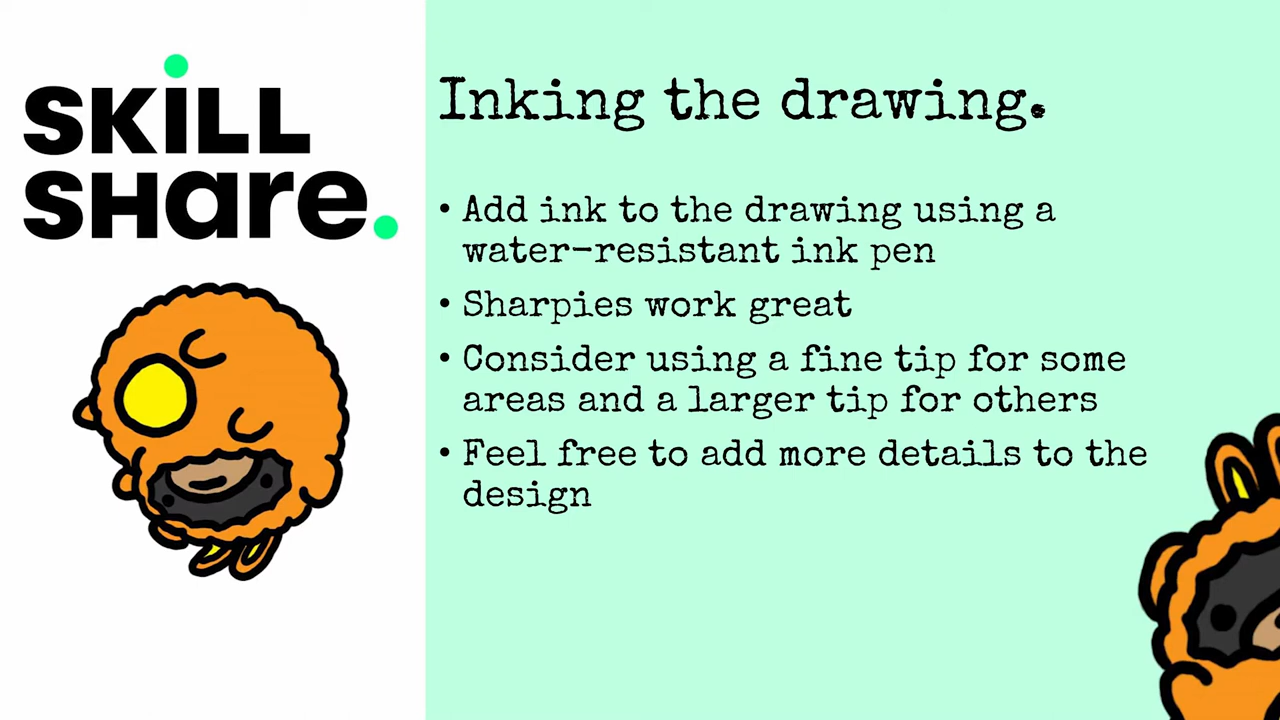 SKILL
SHare.
Inking the drawing.
• Add ink to the drawing using a
water-resistant ink pen
• Sharpies work great
• Consider using a fine tip for some
areas and a larger tip for others
• Feel free to add more details to the
design